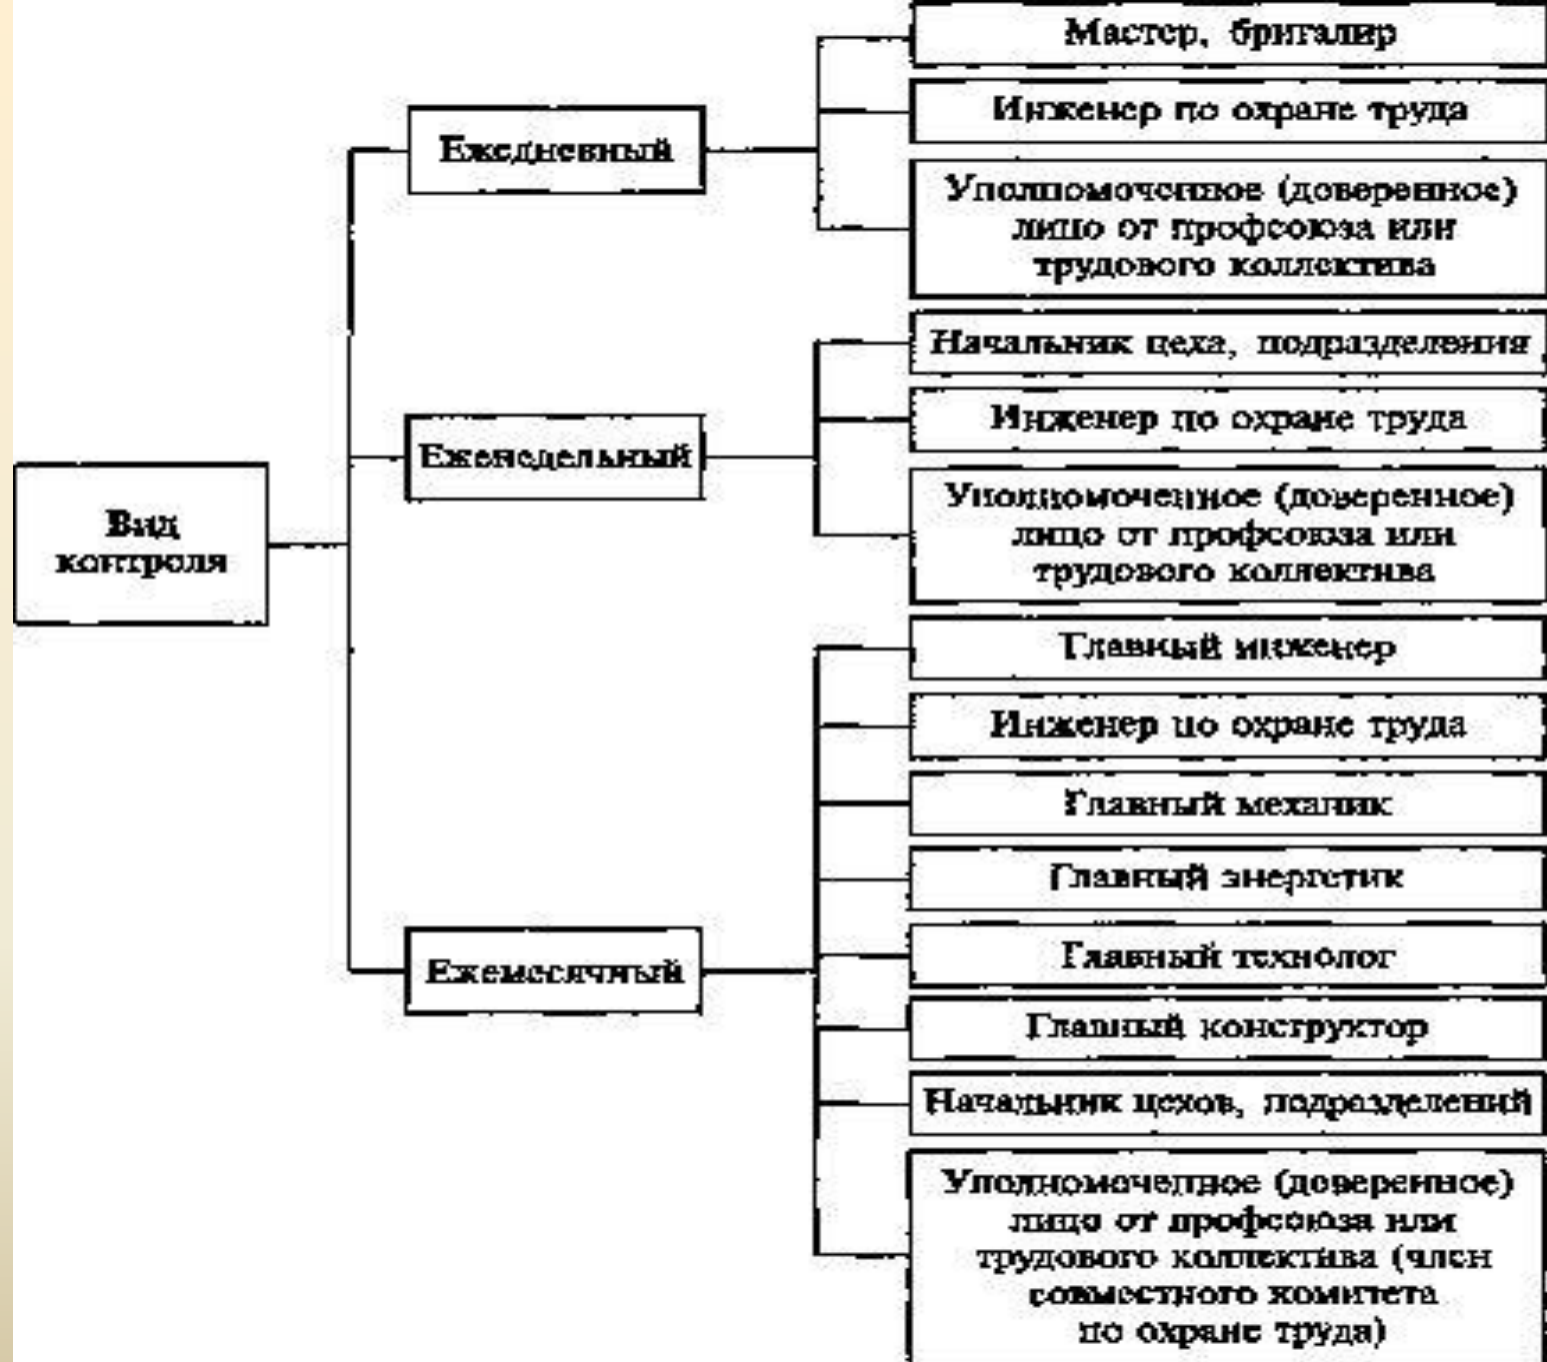 Вид
контроля
Ежедневный
Мастер, бригадир
Инженер по охране труда
Уполномоченное (доверенное)
лицо от профсоюза или
трудового коллектива
Еженедельный
Начальник цеха, подразделения
Инженер по охране труда
Уполномоченное (доверенное)
лицо от профсоюза или
трудового коллектива
Ежемесячный
Главный инженер
Инженер по охране труда
Главный механик
Главный энергетик
Главный технолог
Главный конструктор
Начальник цехов, подразделений
Уполномоченное (доверенное)
лицо от профсоюза или
трудового коллектива (член
совместного комитета
по охране труда)